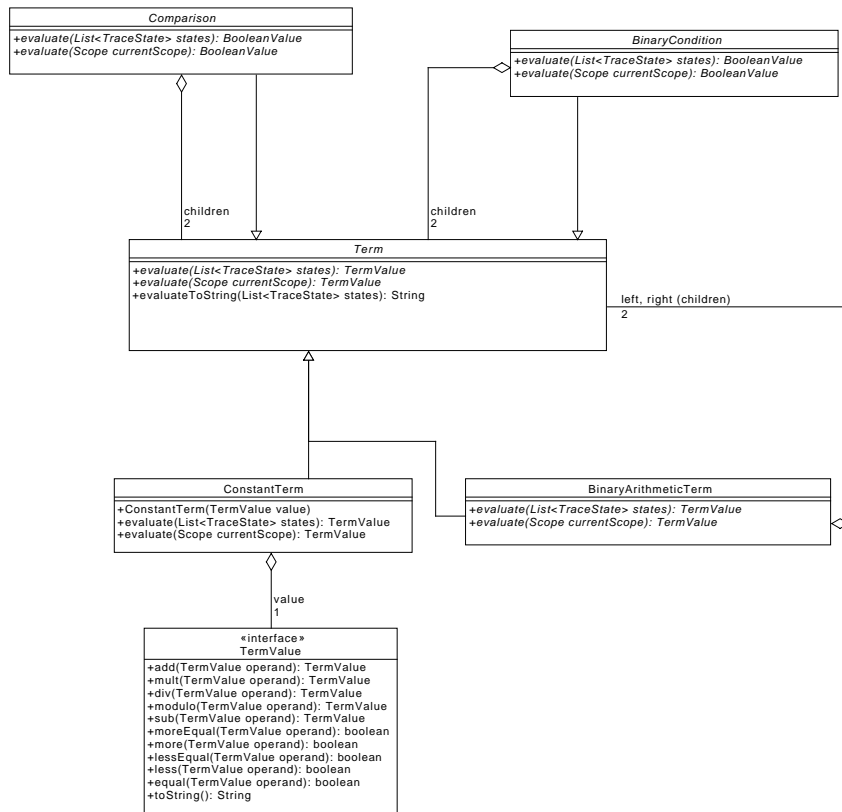 Comparison
+evaluate(List<TraceState> states): BooleanValue
+evaluate(Scope currentScope): BooleanValue
BinaryCondition
+evaluate(List<TraceState> states): BooleanValue
+evaluate(Scope currentScope): BooleanValue
children
2
children
2
Term
+evaluate(List<TraceState> states): TermValue
+evaluate(Scope currentScope): TermValue
+evaluateToString(List<TraceState> states): String
left, right (children)
2
ConstantTerm
+ConstantTerm(TermValue value)
+evaluate(List<TraceState> states): TermValue
+evaluate(Scope currentScope): TermValue
BinaryArithmeticTerm
+evaluate(List<TraceState> states): TermValue
+evaluate(Scope currentScope): TermValue
value
1
«interface»
TermValue
+add(TermValue operand): TermValue
+mult(TermValue operand): TermValue
+div(TermValue operand): TermValue
+modulo(TermValue operand): TermValue
+sub(TermValue operand): TermValue
+moreEqual(TermValue operand): boolean
+more(TermValue operand): boolean
+lessEqual(TermValue operand): boolean
+less(TermValue operand): boolean
+equal(TermValue operand): boolean
+toString(): String